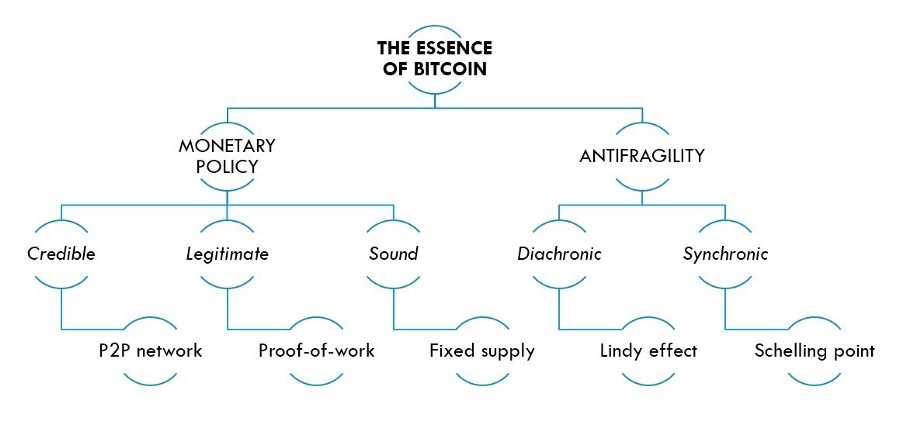 THE ESSENCE
OF BITCOIN
MONETARY
POLICY
ANTIFRAGILITY
Credible
Legitimate
Sound
Diachronic
Synchronic
P2P network
Proof-of-work
Fixed supply
Lindy effect
Schelling point